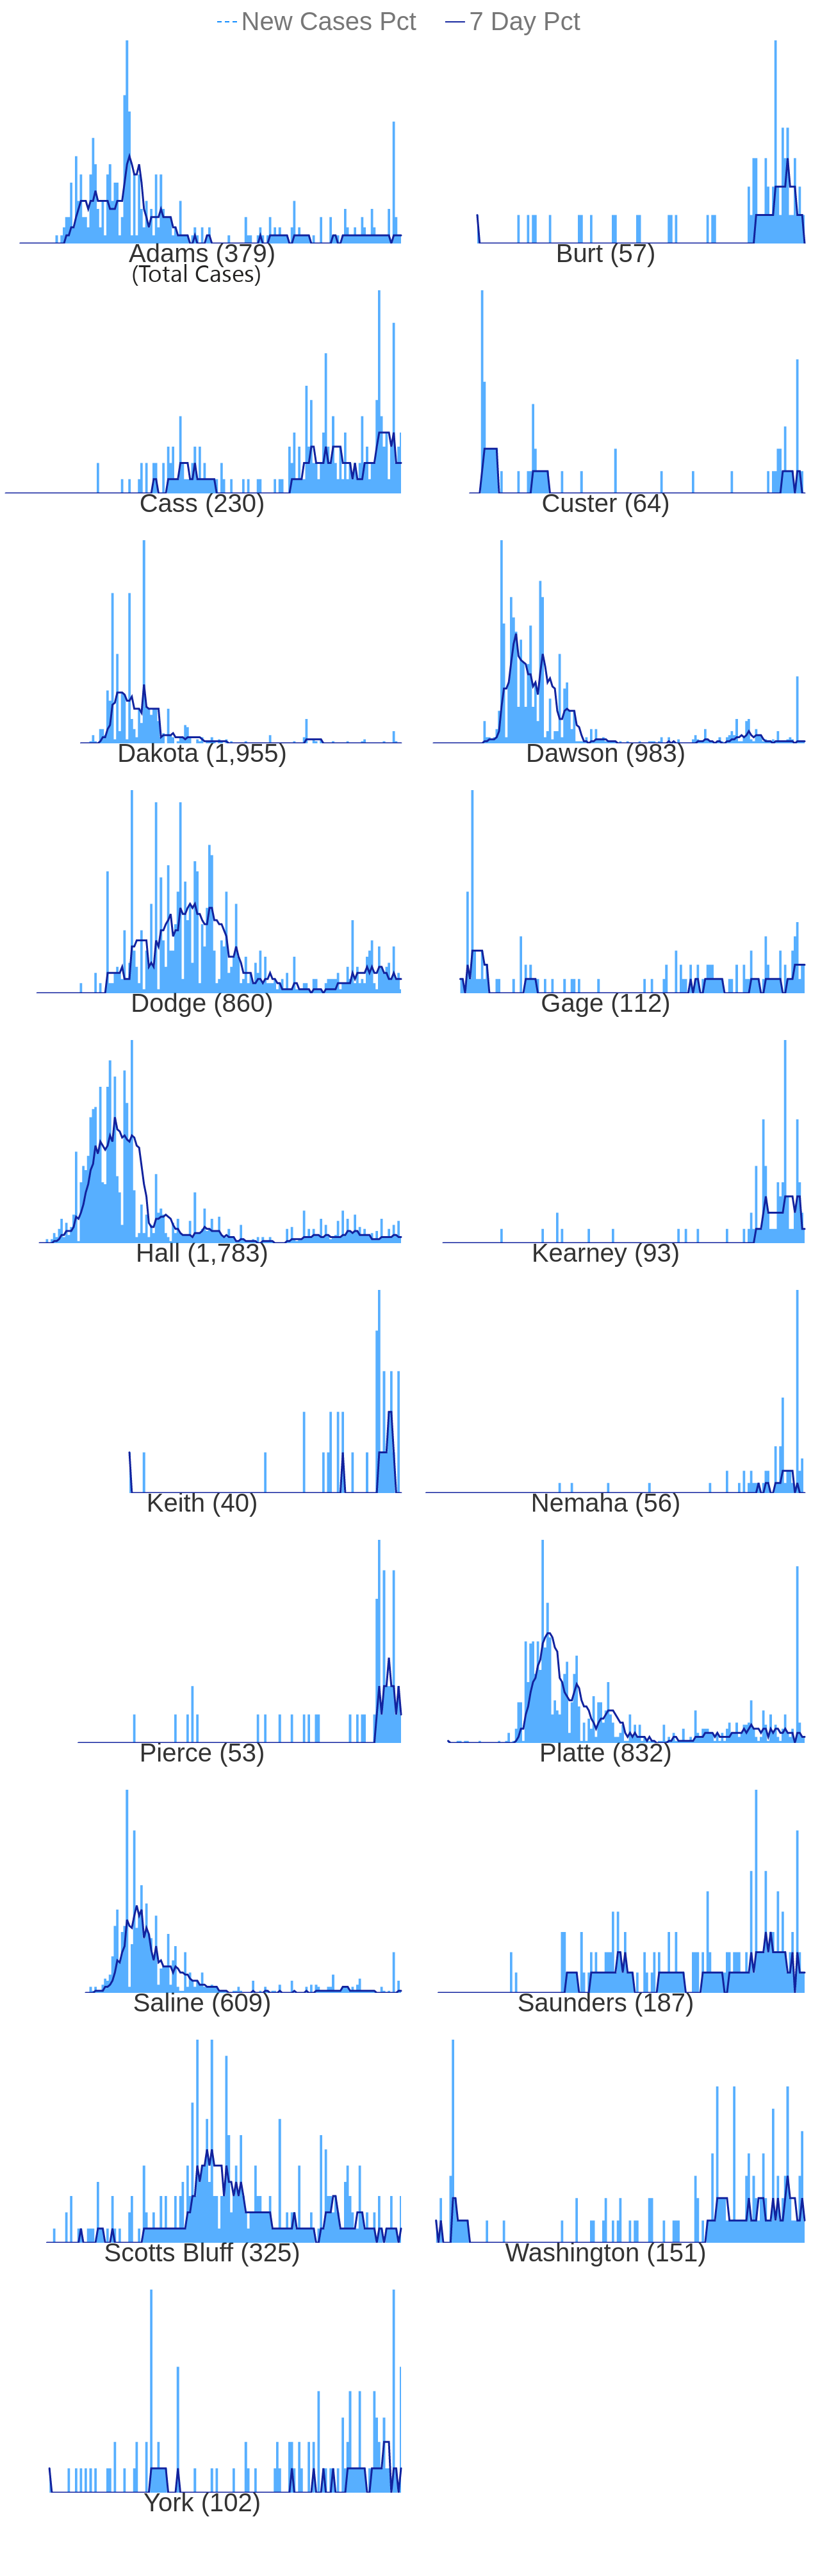 New Cases Pct 7 Day Pct
Adams (379) Burt (57)
(Total Cases)
Cass (230) Custer (64)
Dakota (1,955) Dawson (983)
Dodge (860) Gage (112)
Hall (1,783) Kearney (93)
Keith (40) Nemaha (56)
Pierce (53) Platte (832)
Saline (609) Saunders (187)
Scotts Bluff (325) Washington (151)
York (102)